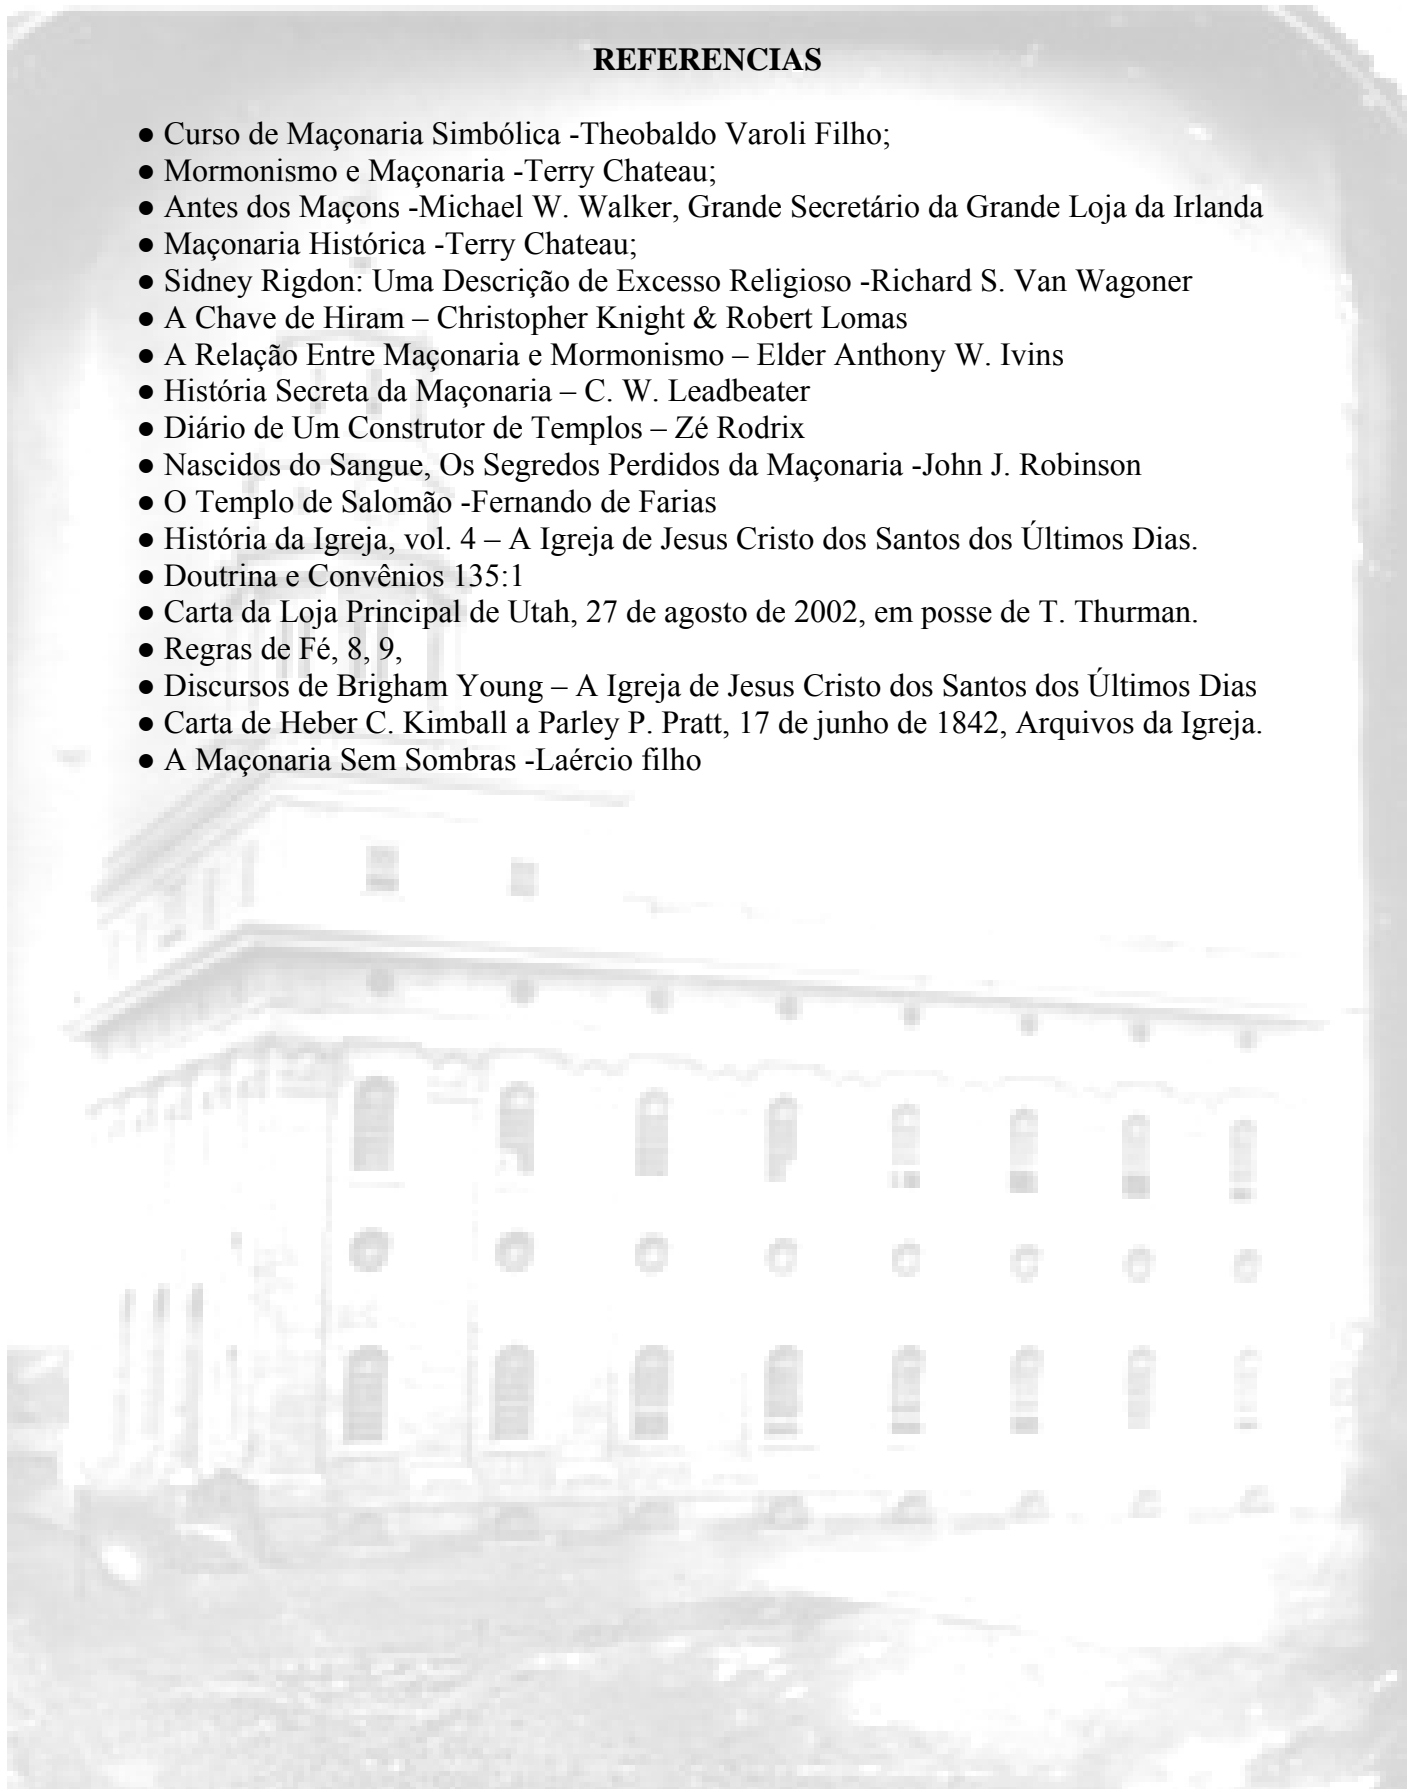 REFERENCIAS
● Curso de Maçonaria Simbólica -Theobaldo Varoli Filho;
● Mormonismo e Maçonaria -Terry Chateau;
● Antes dos Maçons -Michael W. Walker, Grande Secretário da Grande Loja da Irlanda
● Maçonaria Histórica -Terry Chateau;
● Sidney Rigdon: Uma Descrição de Excesso Religioso -Richard S. Van Wagoner
● A Chave de Hiram – Christopher Knight & Robert Lomas
● A Relação Entre Maçonaria e Mormonismo – Elder Anthony W. Ivins
● História Secreta da Maçonaria – C. W. Leadbeater
● Diário de Um Construtor de Templos – Zé Rodrix
● Nascidos do Sangue, Os Segredos Perdidos da Maçonaria -John J. Robinson
● O Templo de Salomão -Fernando de Farias
● História da Igreja, vol. 4 – A Igreja de Jesus Cristo dos Santos dos Últimos Dias.
● Doutrina e Convênios 135:1
● Carta da Loja Principal de Utah, 27 de agosto de 2002, em posse de T. Thurman.
● Regras de Fé, 8, 9,
● Discursos de Brigham Young – A Igreja de Jesus Cristo dos Santos dos Últimos Dias
● Carta de Heber C. Kimball a Parley P. Pratt, 17 de junho de 1842, Arquivos da Igreja.
● A Maçonaria Sem Sombras -Laércio filho